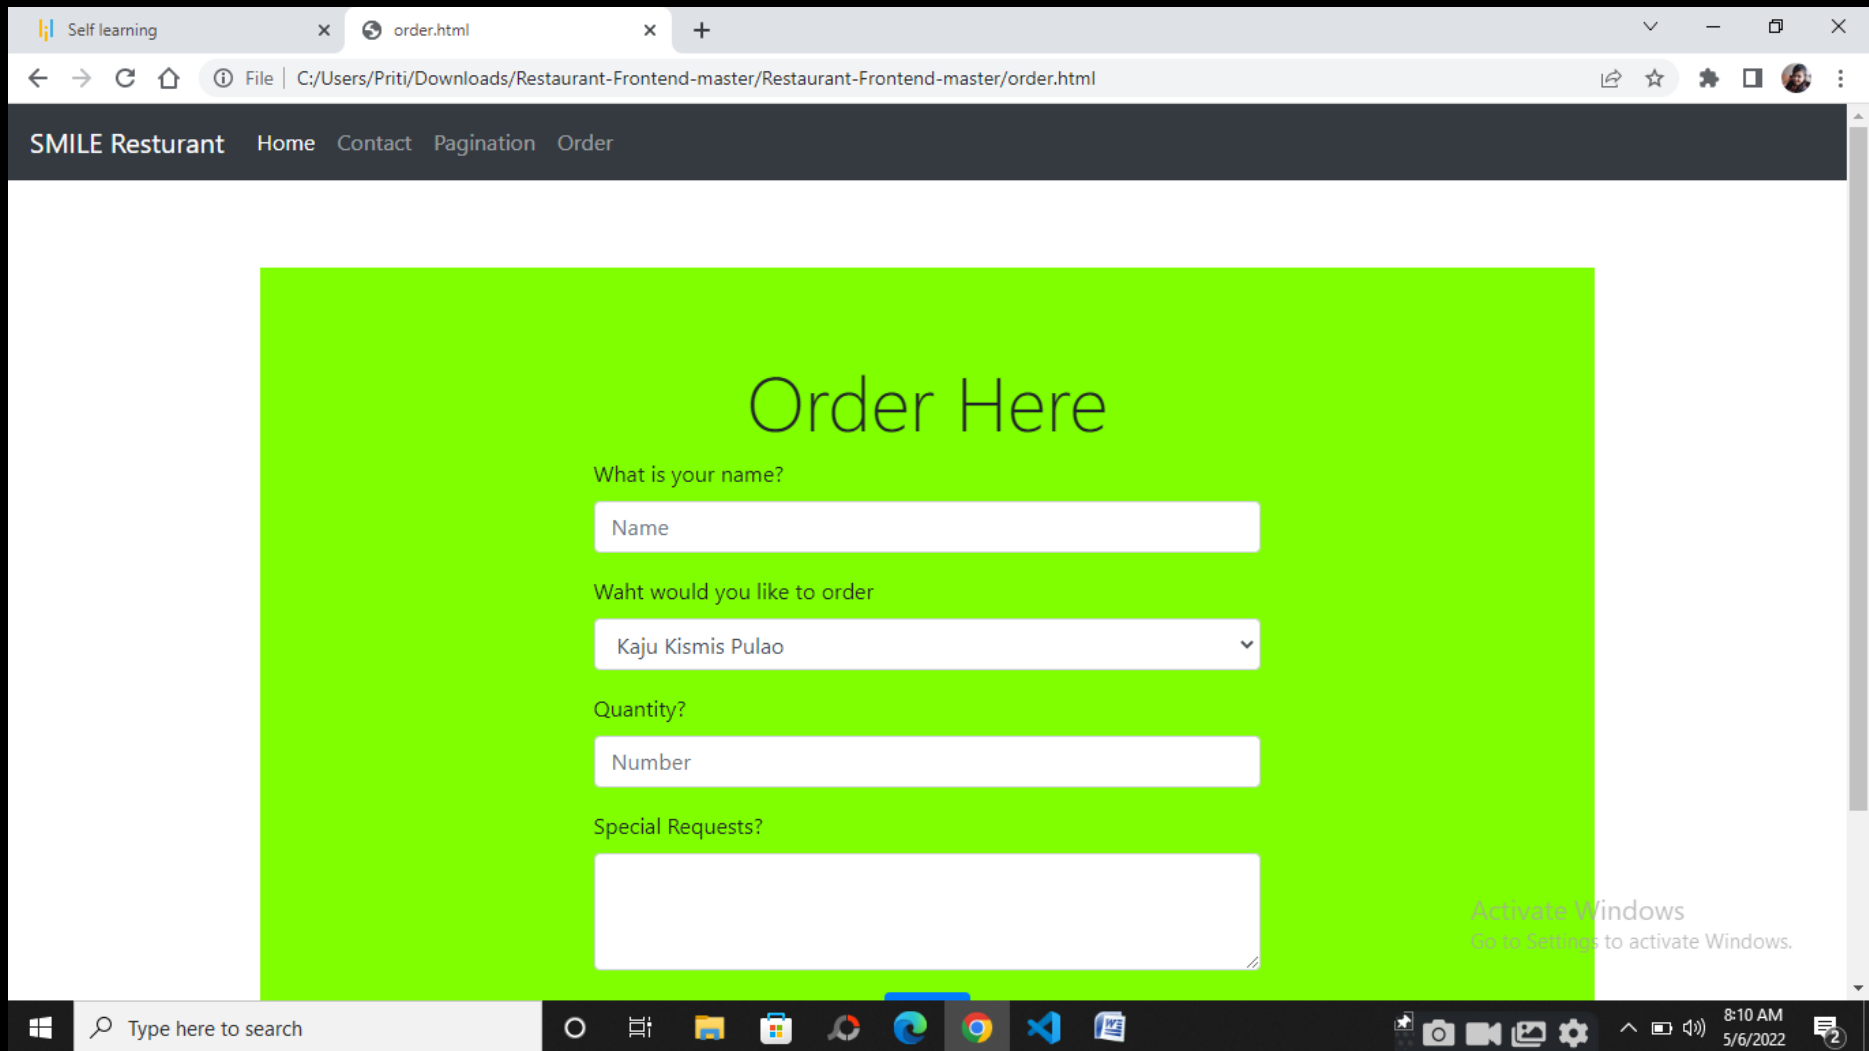 Self learning
order.html
File
C:/Users/Priti/Downloads/Restaurant-Frontend-master/Restaurant-Frontend-master/order.html
SMILE Resturant Home Contact Pagination Order
Order Here
What is your name?
Name
Waht would you like to order
Kaju Kismis Pulao
Quantity?
Number
Special Requests?
Activate Windows
Go to Settings to activate Windows.
Type here to search
8:10 AM
5/6/2022
2